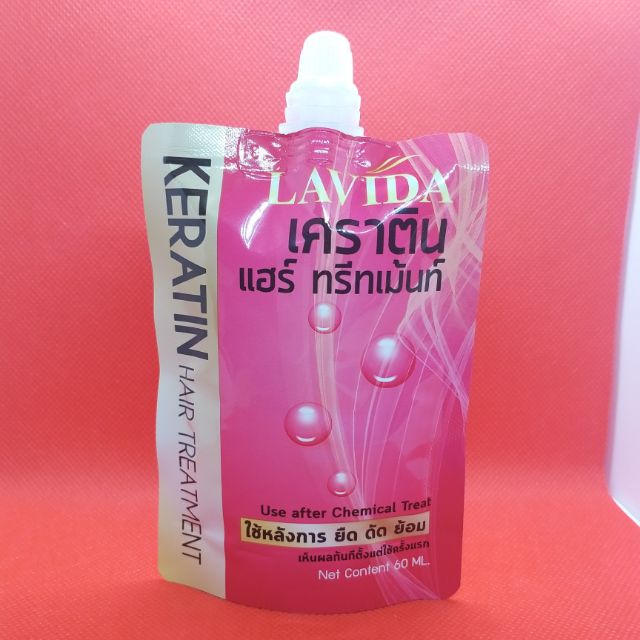 LAVIDA
เคราติน
แฮร์ ทรีทเม้นท์
KERATIN HAIR TREATMENT
Use after Chemical Treat
ใช้หลังการ ยืด ดัด ย้อม
เห็นผลทันทีตั้งแต่ใช้ครั้งแรก
Net Content 60 ML.